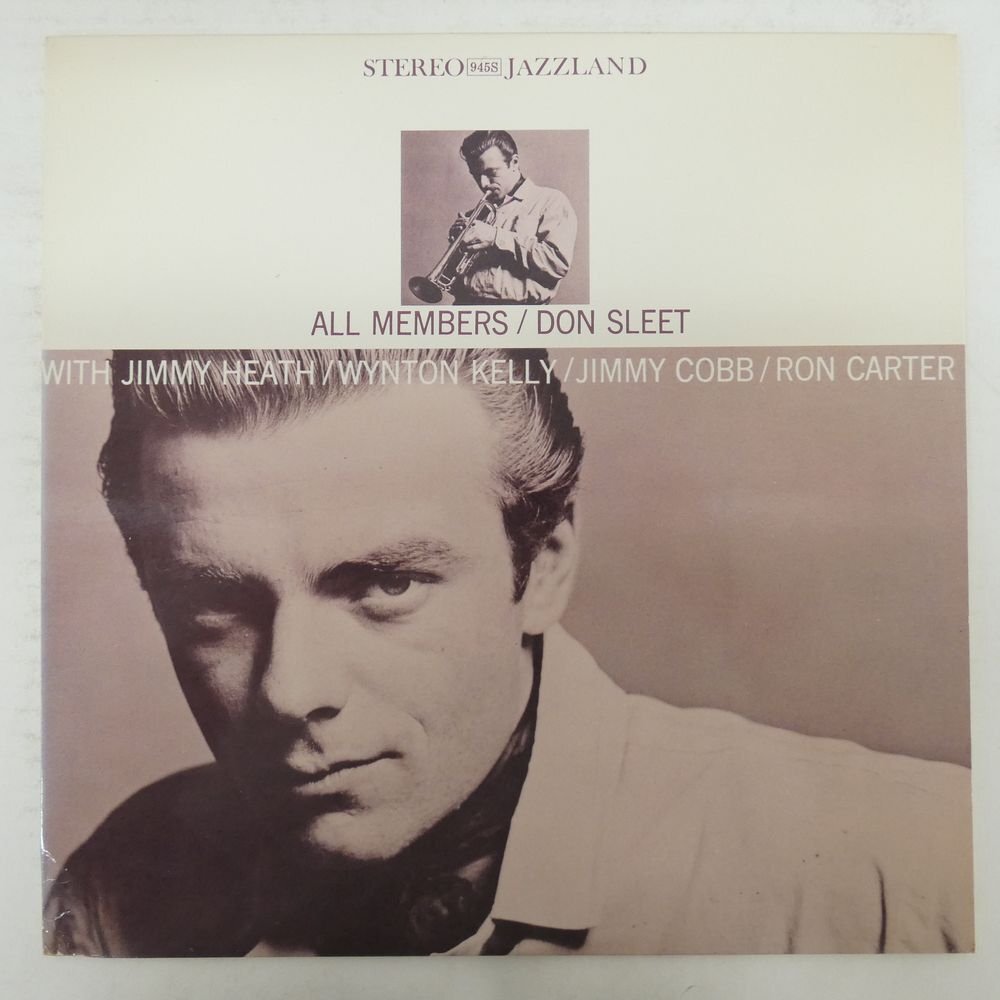 STEREO 945S JAZZLAND
ALL MEMBERS / DON SLEET
WITH JIMMY HEATH / WYNTON KELLY / JIMMY COBB / RON CARTER